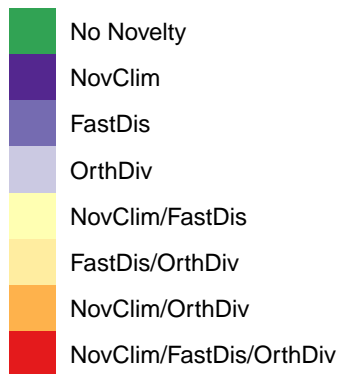 No Novelty
NovClim
FastDis
OrthDiv
NovClim/FastDis
FastDis/OrthDiv
NovClim/OrthDiv
NovClim/FastDis/OrthDiv